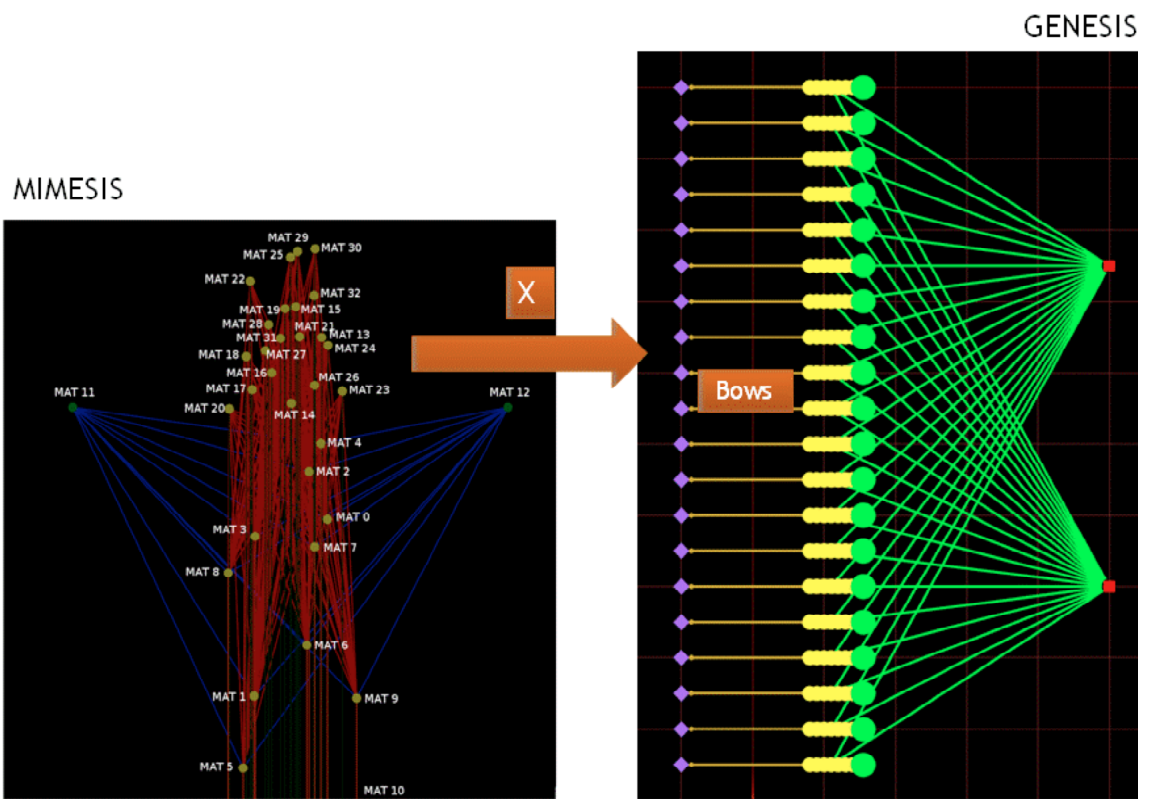 GENESIS
MIMESIS
MAT 29
MAT 25
MAT 30
MAT 22
MAT 32
MAT 19
MAT 15
MAT 28
MAT 21
MAT 31
MAT 13
MAT 24
MAT 18
MAT 27
MAT 16
MAT 26
MAT 17
MAT 23
MAT 11
MAT 12
MAT 20
MAT 14
MAT 4
MAT 2
MAT 0
MAT 3
MAT 7
MAT 8
MAT 6
MAT 1
MAT 9
MAT 5
MAT 10
X
Bows